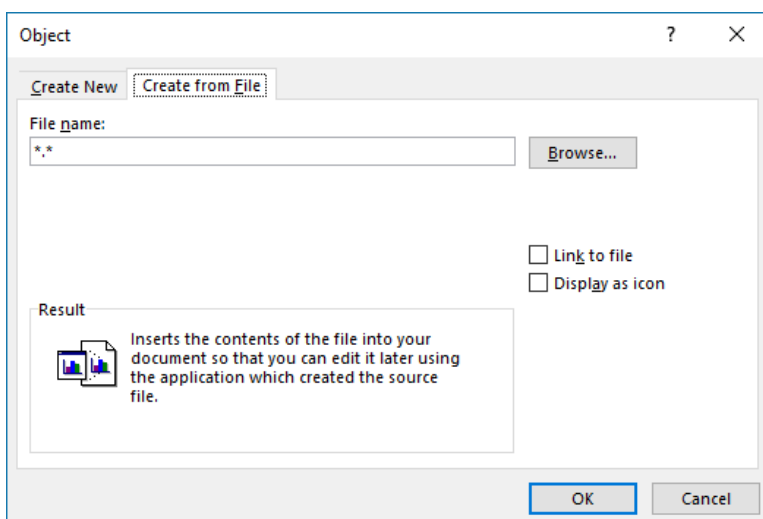 Object
?
Create New
Create from File
File name:
*.*
Browse...
Link to file
Display as icon
Result
Inserts the contents of the file into your
document so that you can edit it later using
the application which created the source
file.
OK
Cancel